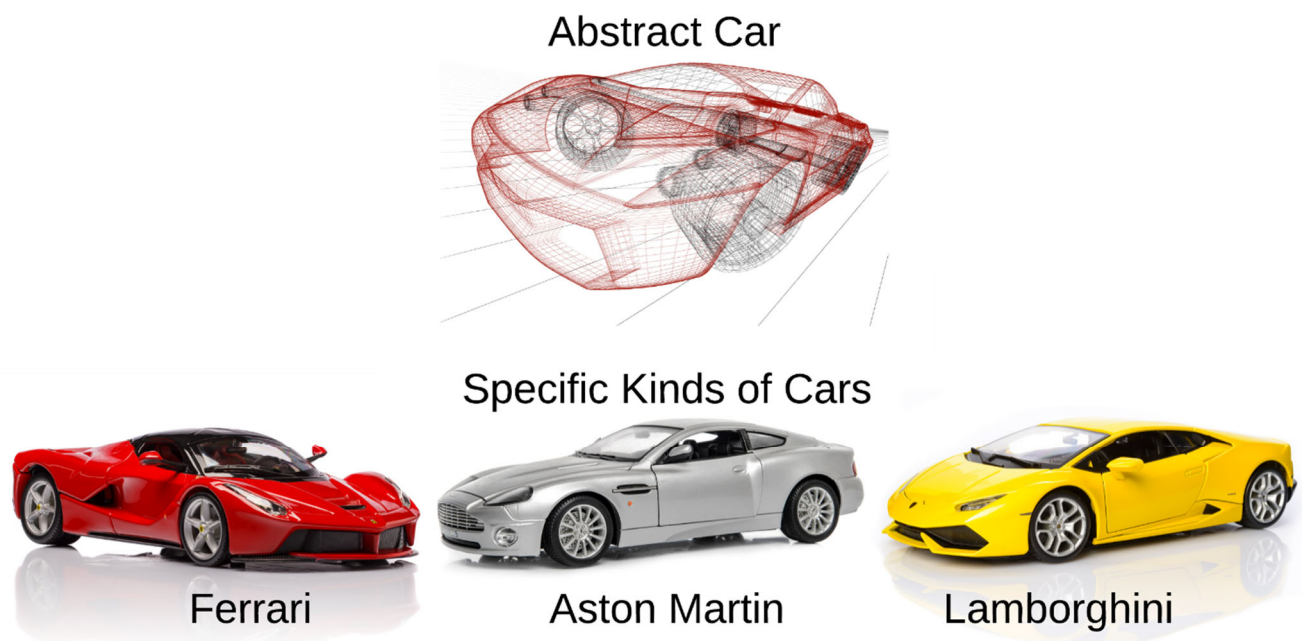 Abstract Car
Specific Kinds of Cars
Ferrari
Aston Martin
Lamborghini